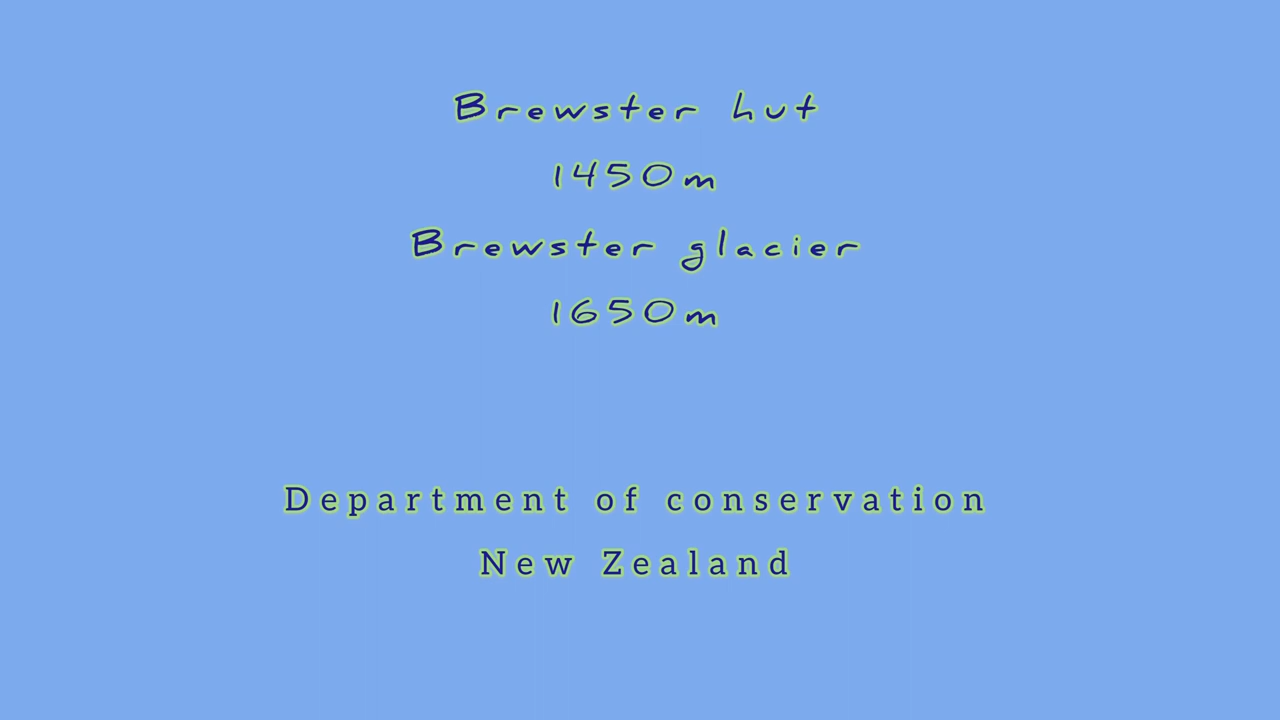 Brewster hut
1450m
Brewster glacier
1650m
Department of conservation
New Zealand